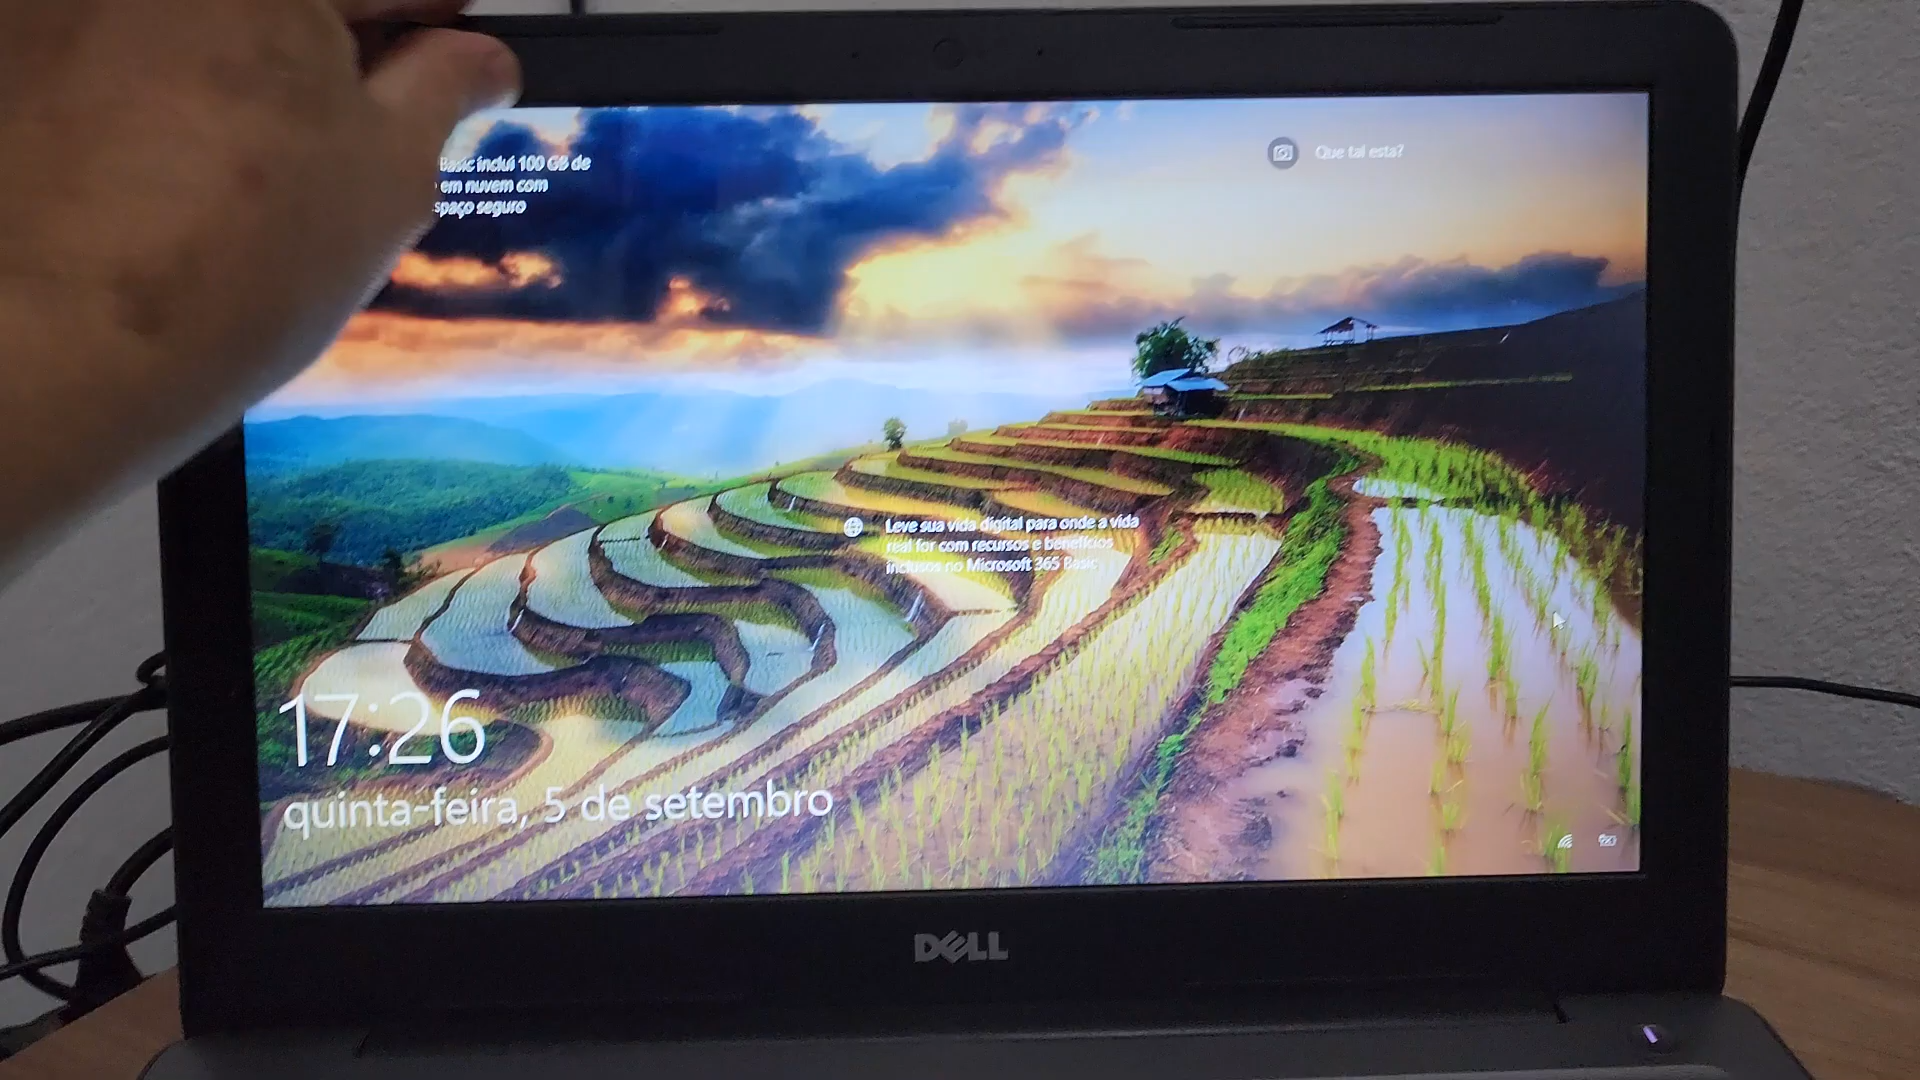 Basic inclui 100 GB de
em nuvem com
spaço seguro
Que tal esta?
Leve sua vida digital para onde a vida
real for com recursos e benefícios
inclusos no Microsoft 365 Basic
17:26
quinta-feira, 5 de setembro
DELL